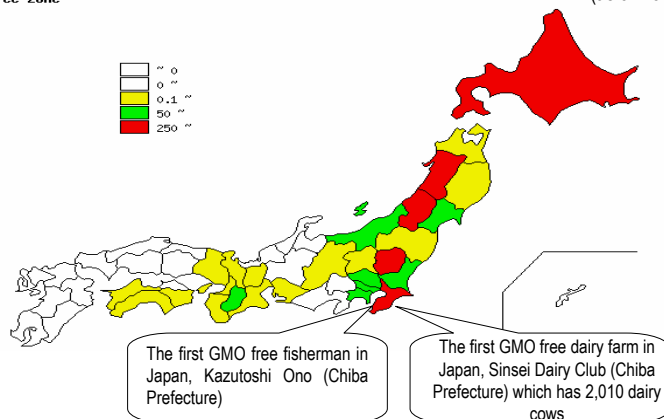 ~ 0
0 ~
0.1 ~
50 ~
250 ~
The first GMO free fisherman in
Japan, Kazutoshi Ono (Chiba
Prefecture)
The first GMO free dairy farm in
Japan, Sinsei Dairy Club (Chiba
Prefecture) which has 2,010 dairy
cows